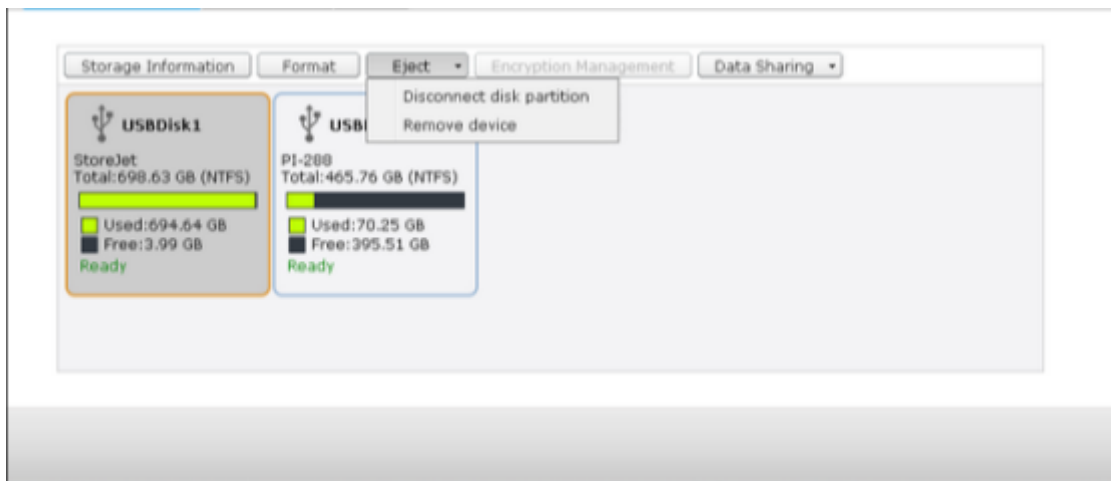 Storage Information Format Eject Encryption Management Data Sharing
Disconnect disk partition
Remove device
USBDisk1
StoreJet
Total:698.63 GB (NTFS)
Used:694.64 GB
Free:3.99 GB
Ready
PI-288
Total:465.76 GB (NTFS)
Used:70.25 GB
Free:395.51 GB
Ready